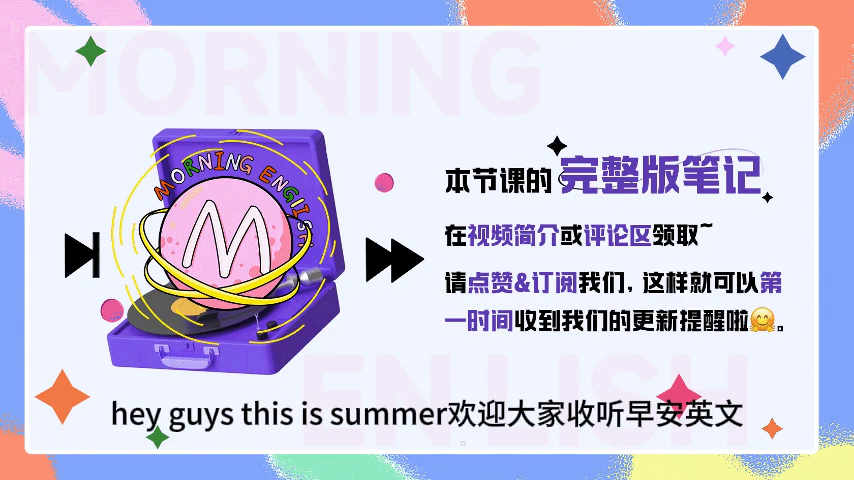 MORNING
MORNING ENGLISH
M
本节课的 完整版笔记
在视频简介或评论区领取~
请点赞&订阅我们，这样就可以第
一时间收到我们的更新提醒啦🤗。
EN LISH
hey guys this is summer欢迎大家收听早安英文